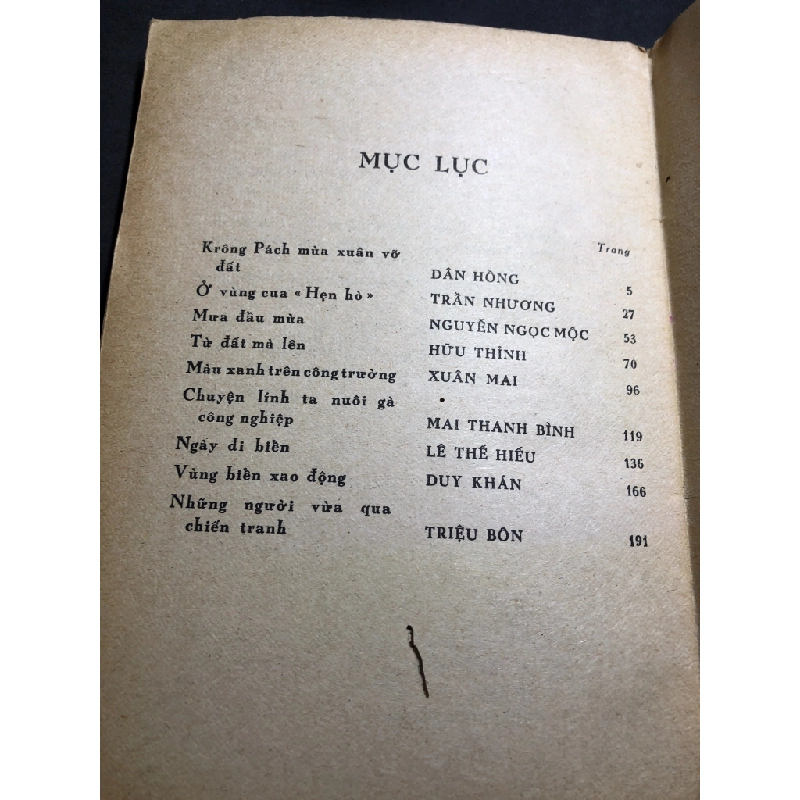 MỤC LỤC
Trang
Krông Pách mùa xuân vỡ
đất DÂN HỒNG 5
Ở vùng cua « Hẹn hò » TRẦN NHƯƠNG 27
Mưa đầu mùa NGUYỄN NGỌC MỘC 53
Từ đất mà lên HỮU THỈNH 70
Màu xanh trên công trường XUÂN MAI 96
Chuyện lính ta nuôi gà
công nghiệp MAI THANH BÌNH 119
Ngày đi biển LÊ THẾ HIẾU 136
Vùng biển xao động DUY KHÁN 166
Những người vừa qua
chiến tranh TRIỆU BÔN 191